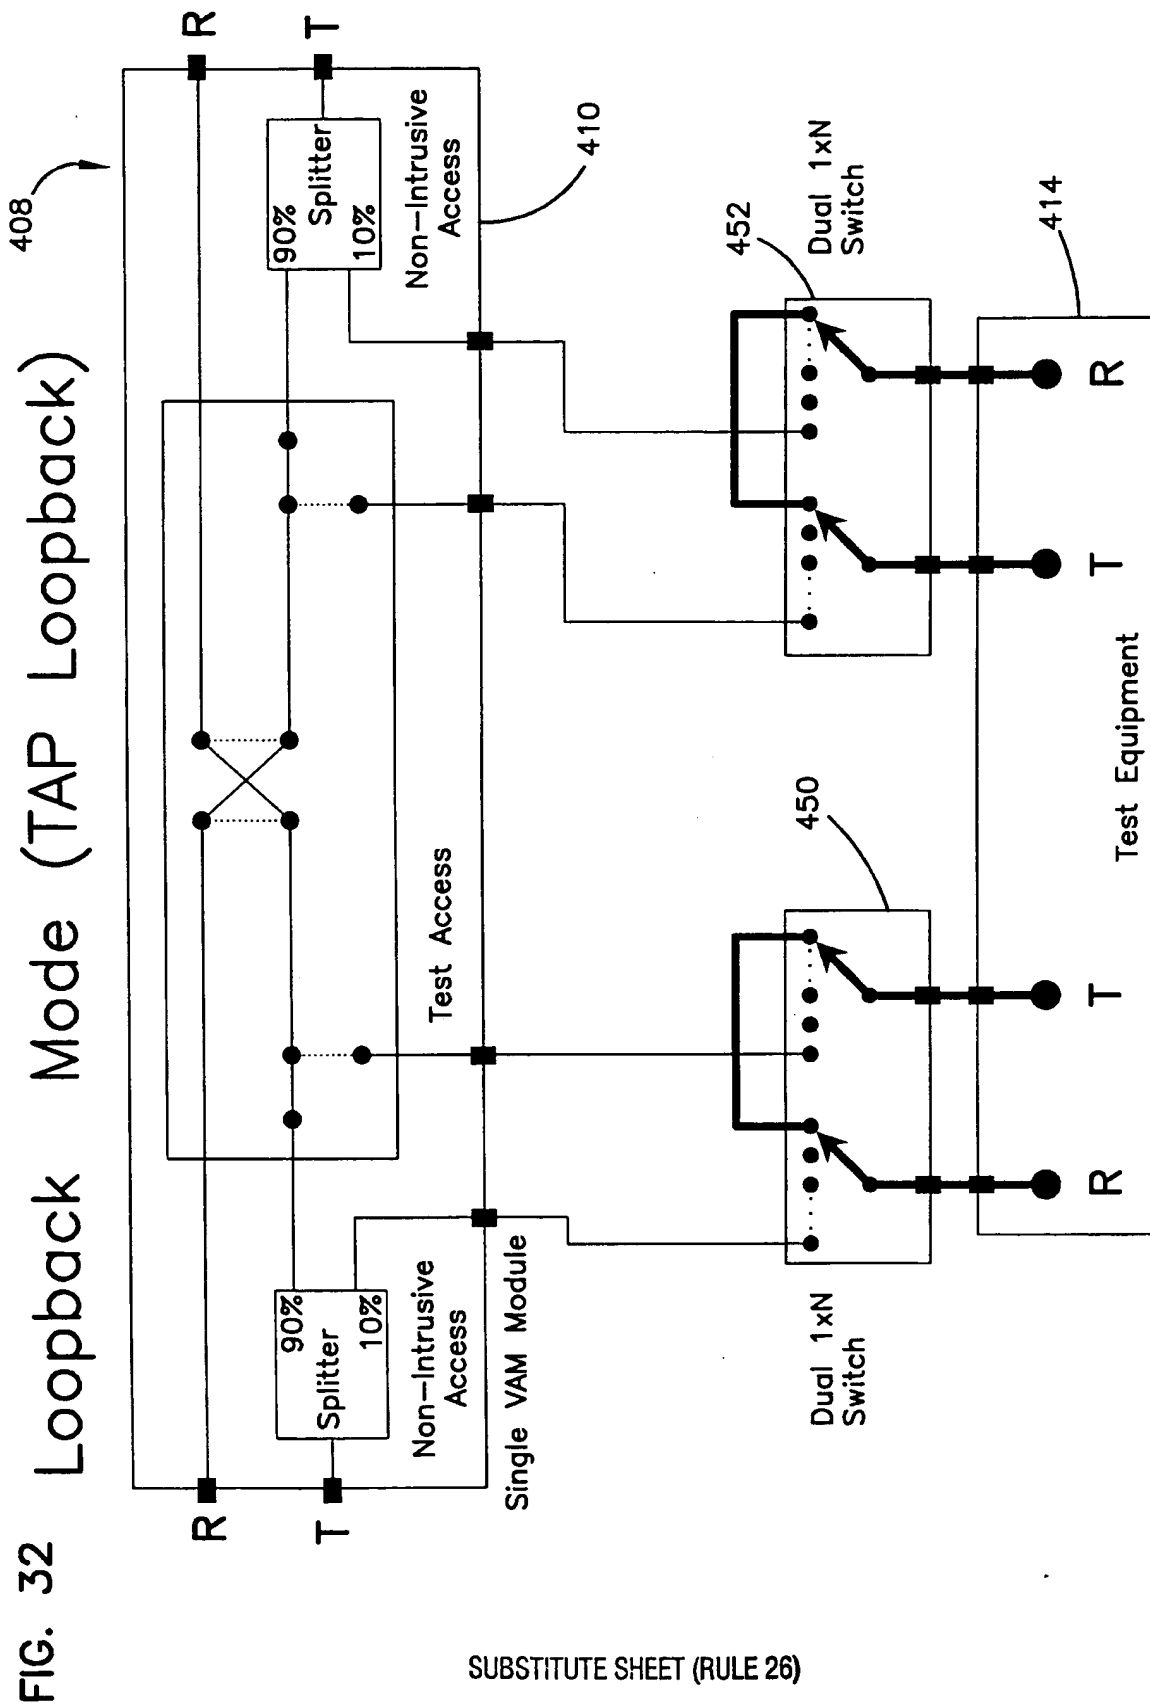 FIG. 32 Loopback Mode (TAP Loopback)
408
R
T
R
T
90%
Splitter
10%
Non-Intrusive
Access
90%
Splitter
10%
Non-Intrusive
Access
Test Access
Single VAM Module
410
Dual 1xN
Switch
450
452
Dual 1xN
Switch
R
T
T
R
Test Equipment
414
SUBSTITUTE SHEET (RULE 26)